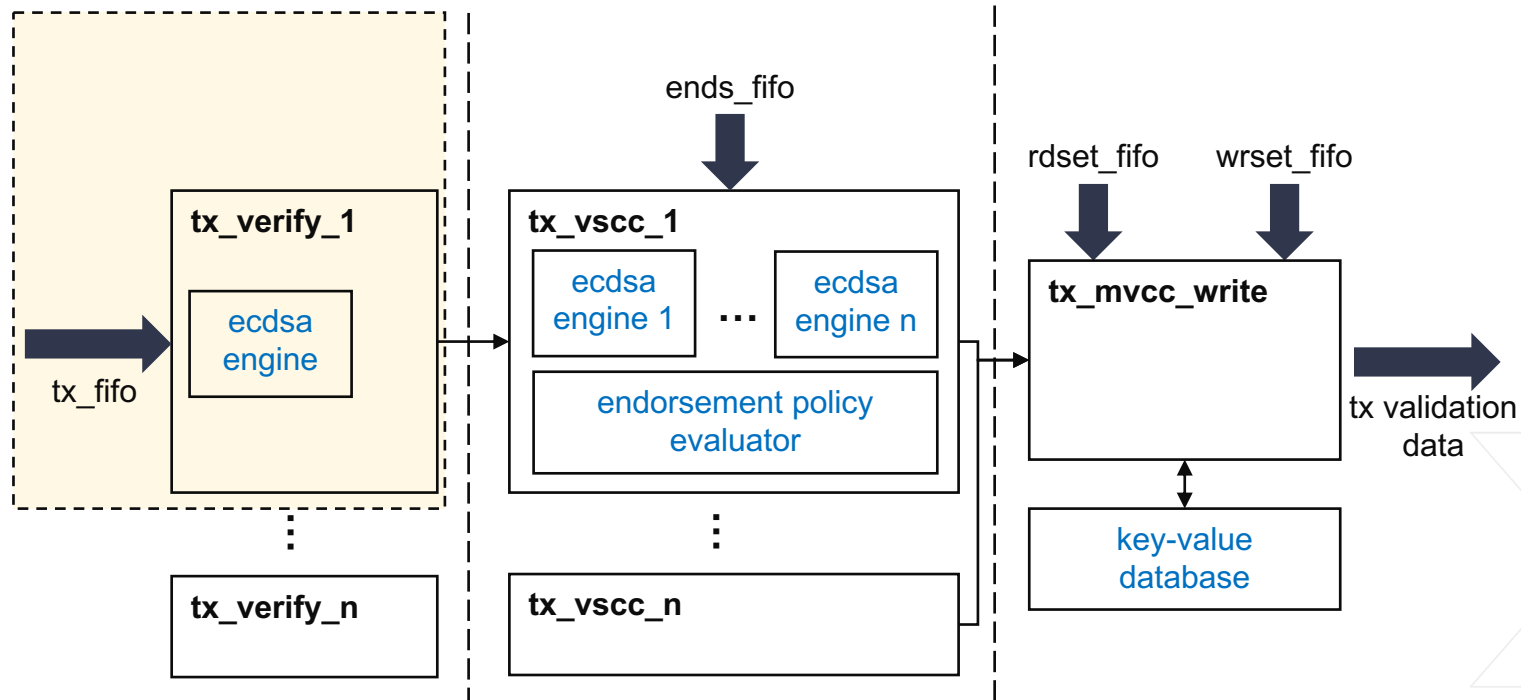 tx_fifo
tx_verify_1
ecdsa
engine
⋮
tx_verify_n
ends_fifo
tx_vscc_1
ecdsa
engine 1
...
ecdsa
engine n
endorsement policy
evaluator
⋮
tx_vscc_n
rdset_fifo
wrset_fifo
tx_mvcc_write
key-value
database
tx validation
data